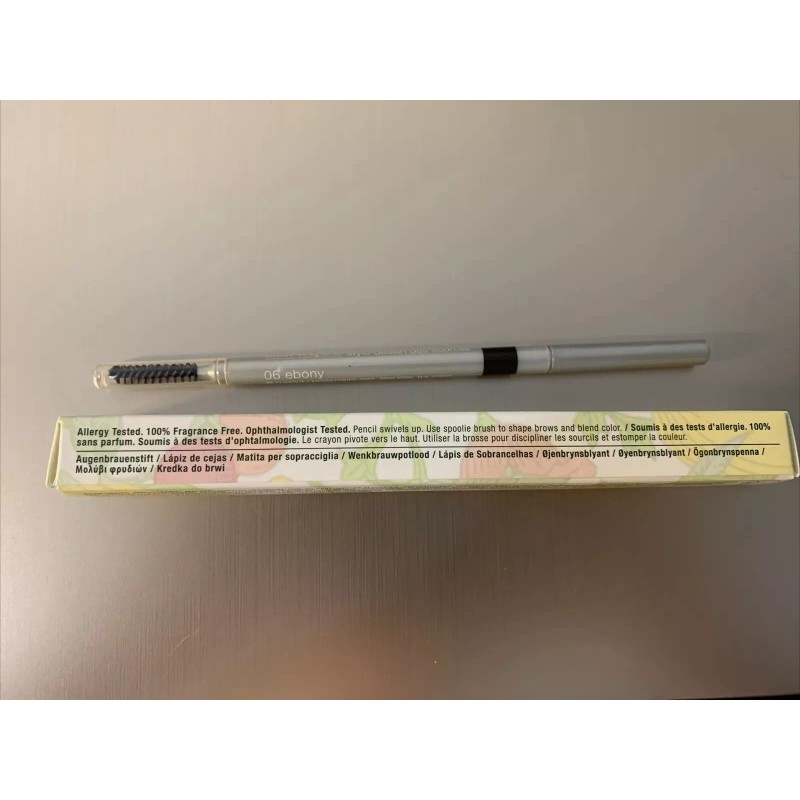 06 ebony
Allergy Tested. 100% Fragrance Free. Ophthalmologist Tested. Pencil swivels up. Use spoolie brush to shape brows and blend color. / Soumis à des tests d'allergie. 100%
sans parfum. Soumis à des tests d'ophtalmologie. Le crayon pivote vers le haut. Utiliser la brosse pour discipliner les sourcils et estomper la couleur.
Augenbrauenstift / Lápiz de cejas / Matita per sopracciglia / Wenkbrauwpotlood / Lápis de Sobrancelhas / Øjenbrynsblyant / Øyenbrynsblyant / Ögonbrynspenna /
Μολύβι φρυδιών / Kredka do brwi